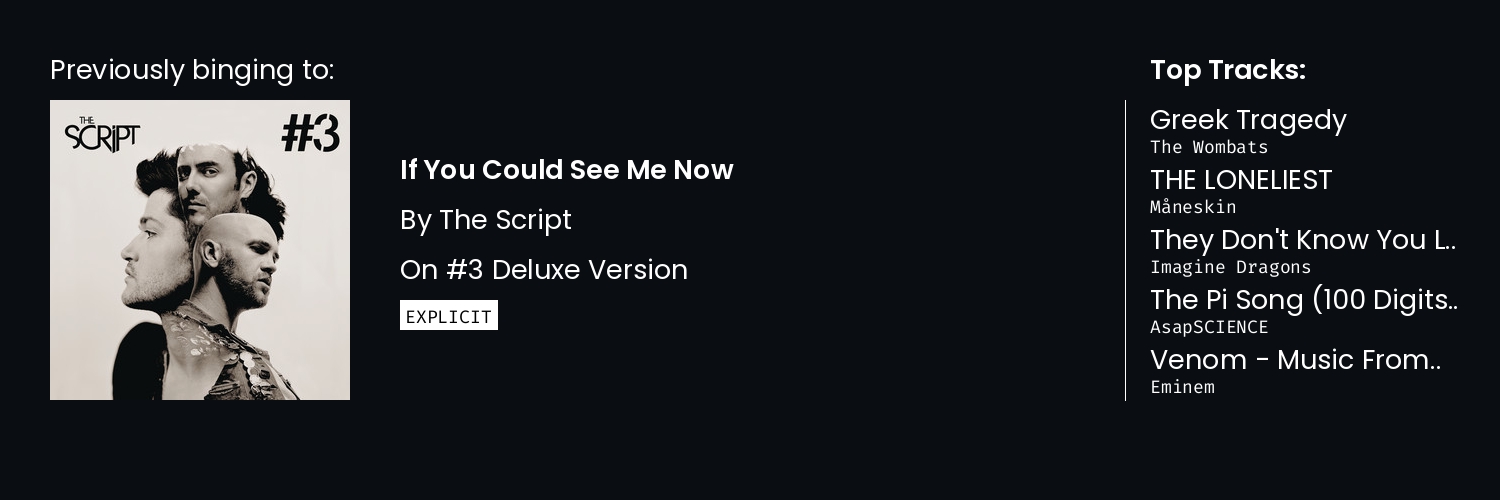 Previously binging to:
THE
SCRIPT
#3
If You Could See Me Now
By The Script
On #3 Deluxe Version
EXPLICIT
Top Tracks:
Greek Tragedy
The Wombats
THE LONELIEST
Måneskin
They Don't Know You L..
Imagine Dragons
The Pi Song (100 Digits..
AsapSCIENCE
Venom - Music From..
Eminem